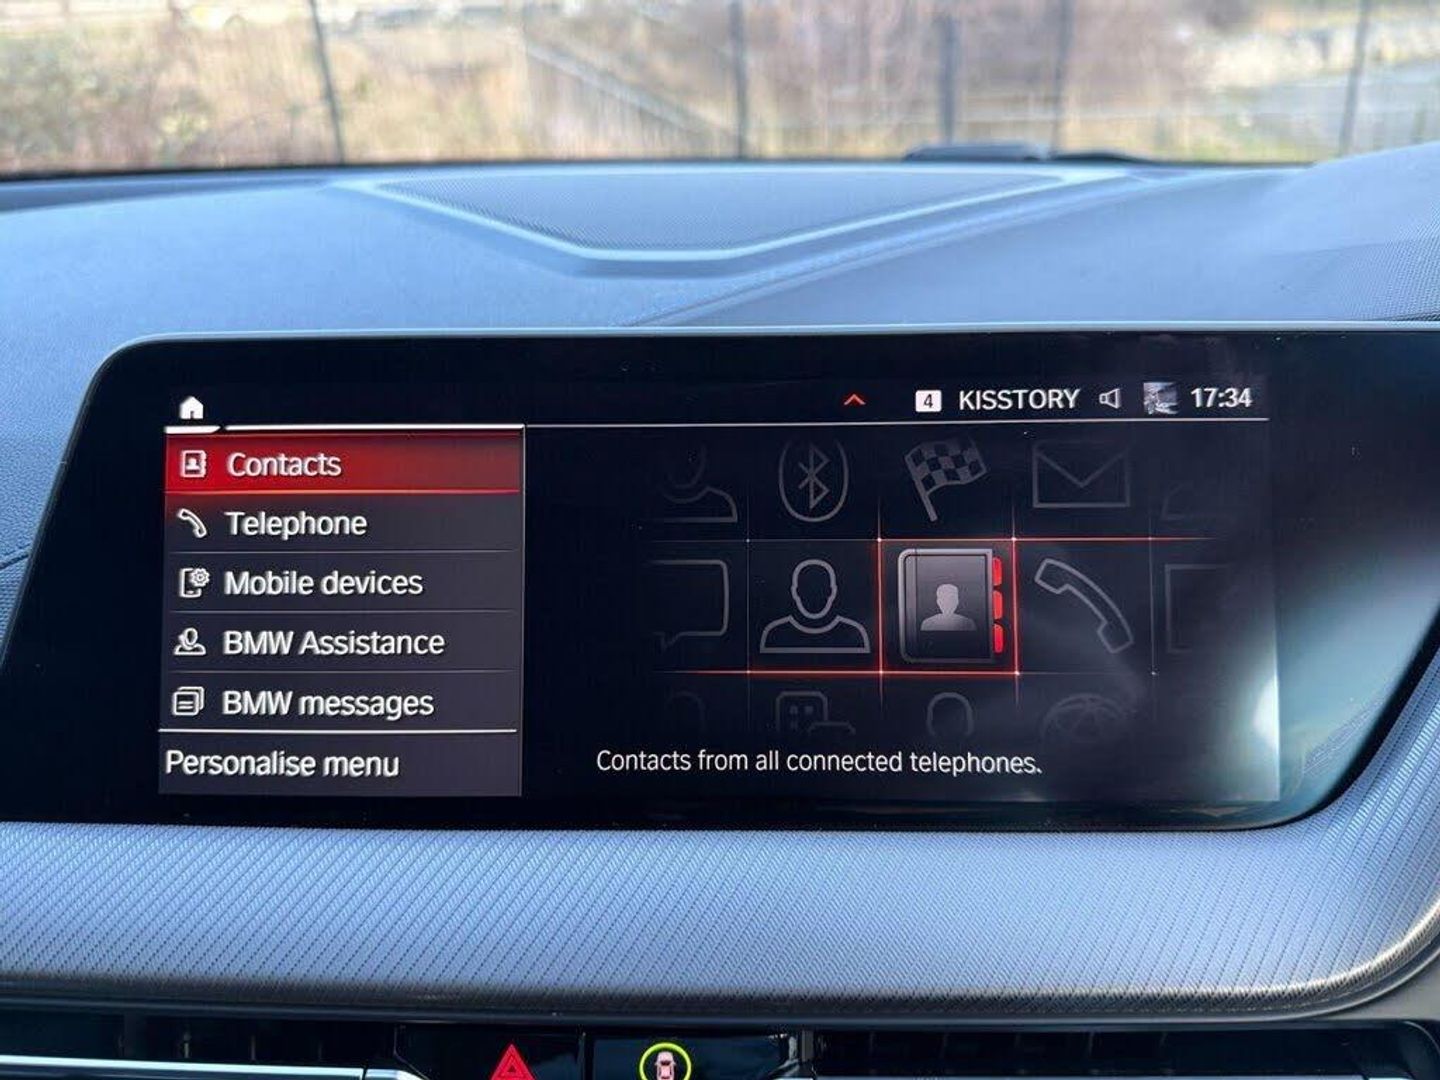 4 KISSTORY 17:34
Contacts
Telephone
Mobile devices
BMW Assistance
BMW messages
Personalise menu
Contacts from all connected telephones.